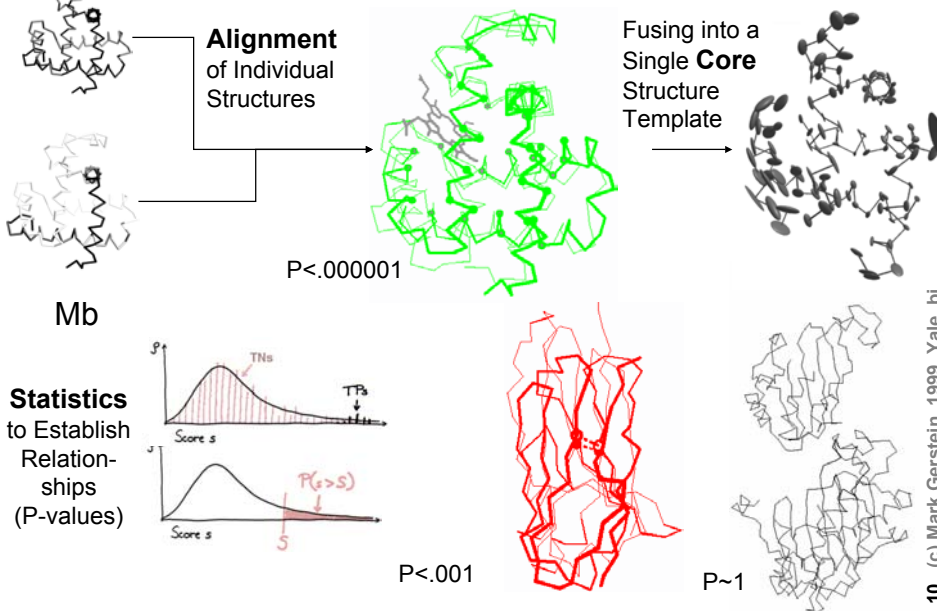 Alignment
of Individual
Structures
Fusing into a
Single Core
Structure
Template
P<.000001
Mb
Statistics
to Establish
Relation-
ships
(P-values)
ρ
TNs
TPs
Score s
P(s>S)
Score s
S
P<.001
P~1
10 (c) Mark Gerstein, 1999, Yale,